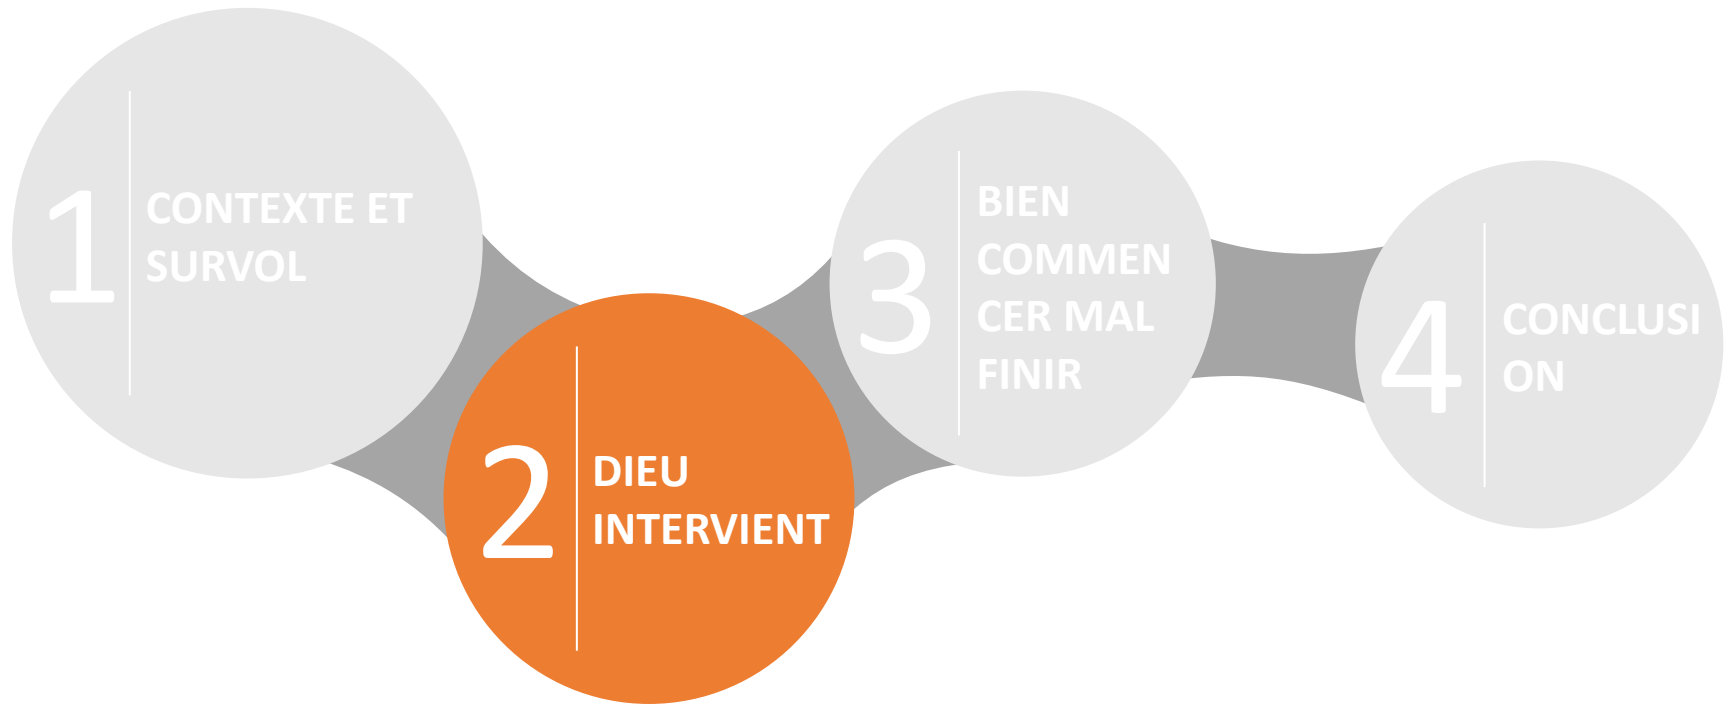 1
CONTEXTE ET
SURVOL
2
DIEU
INTERVIENT
3
BIEN
COMMEN
CER MAL
FINIR
4
CONCLUSI
ON